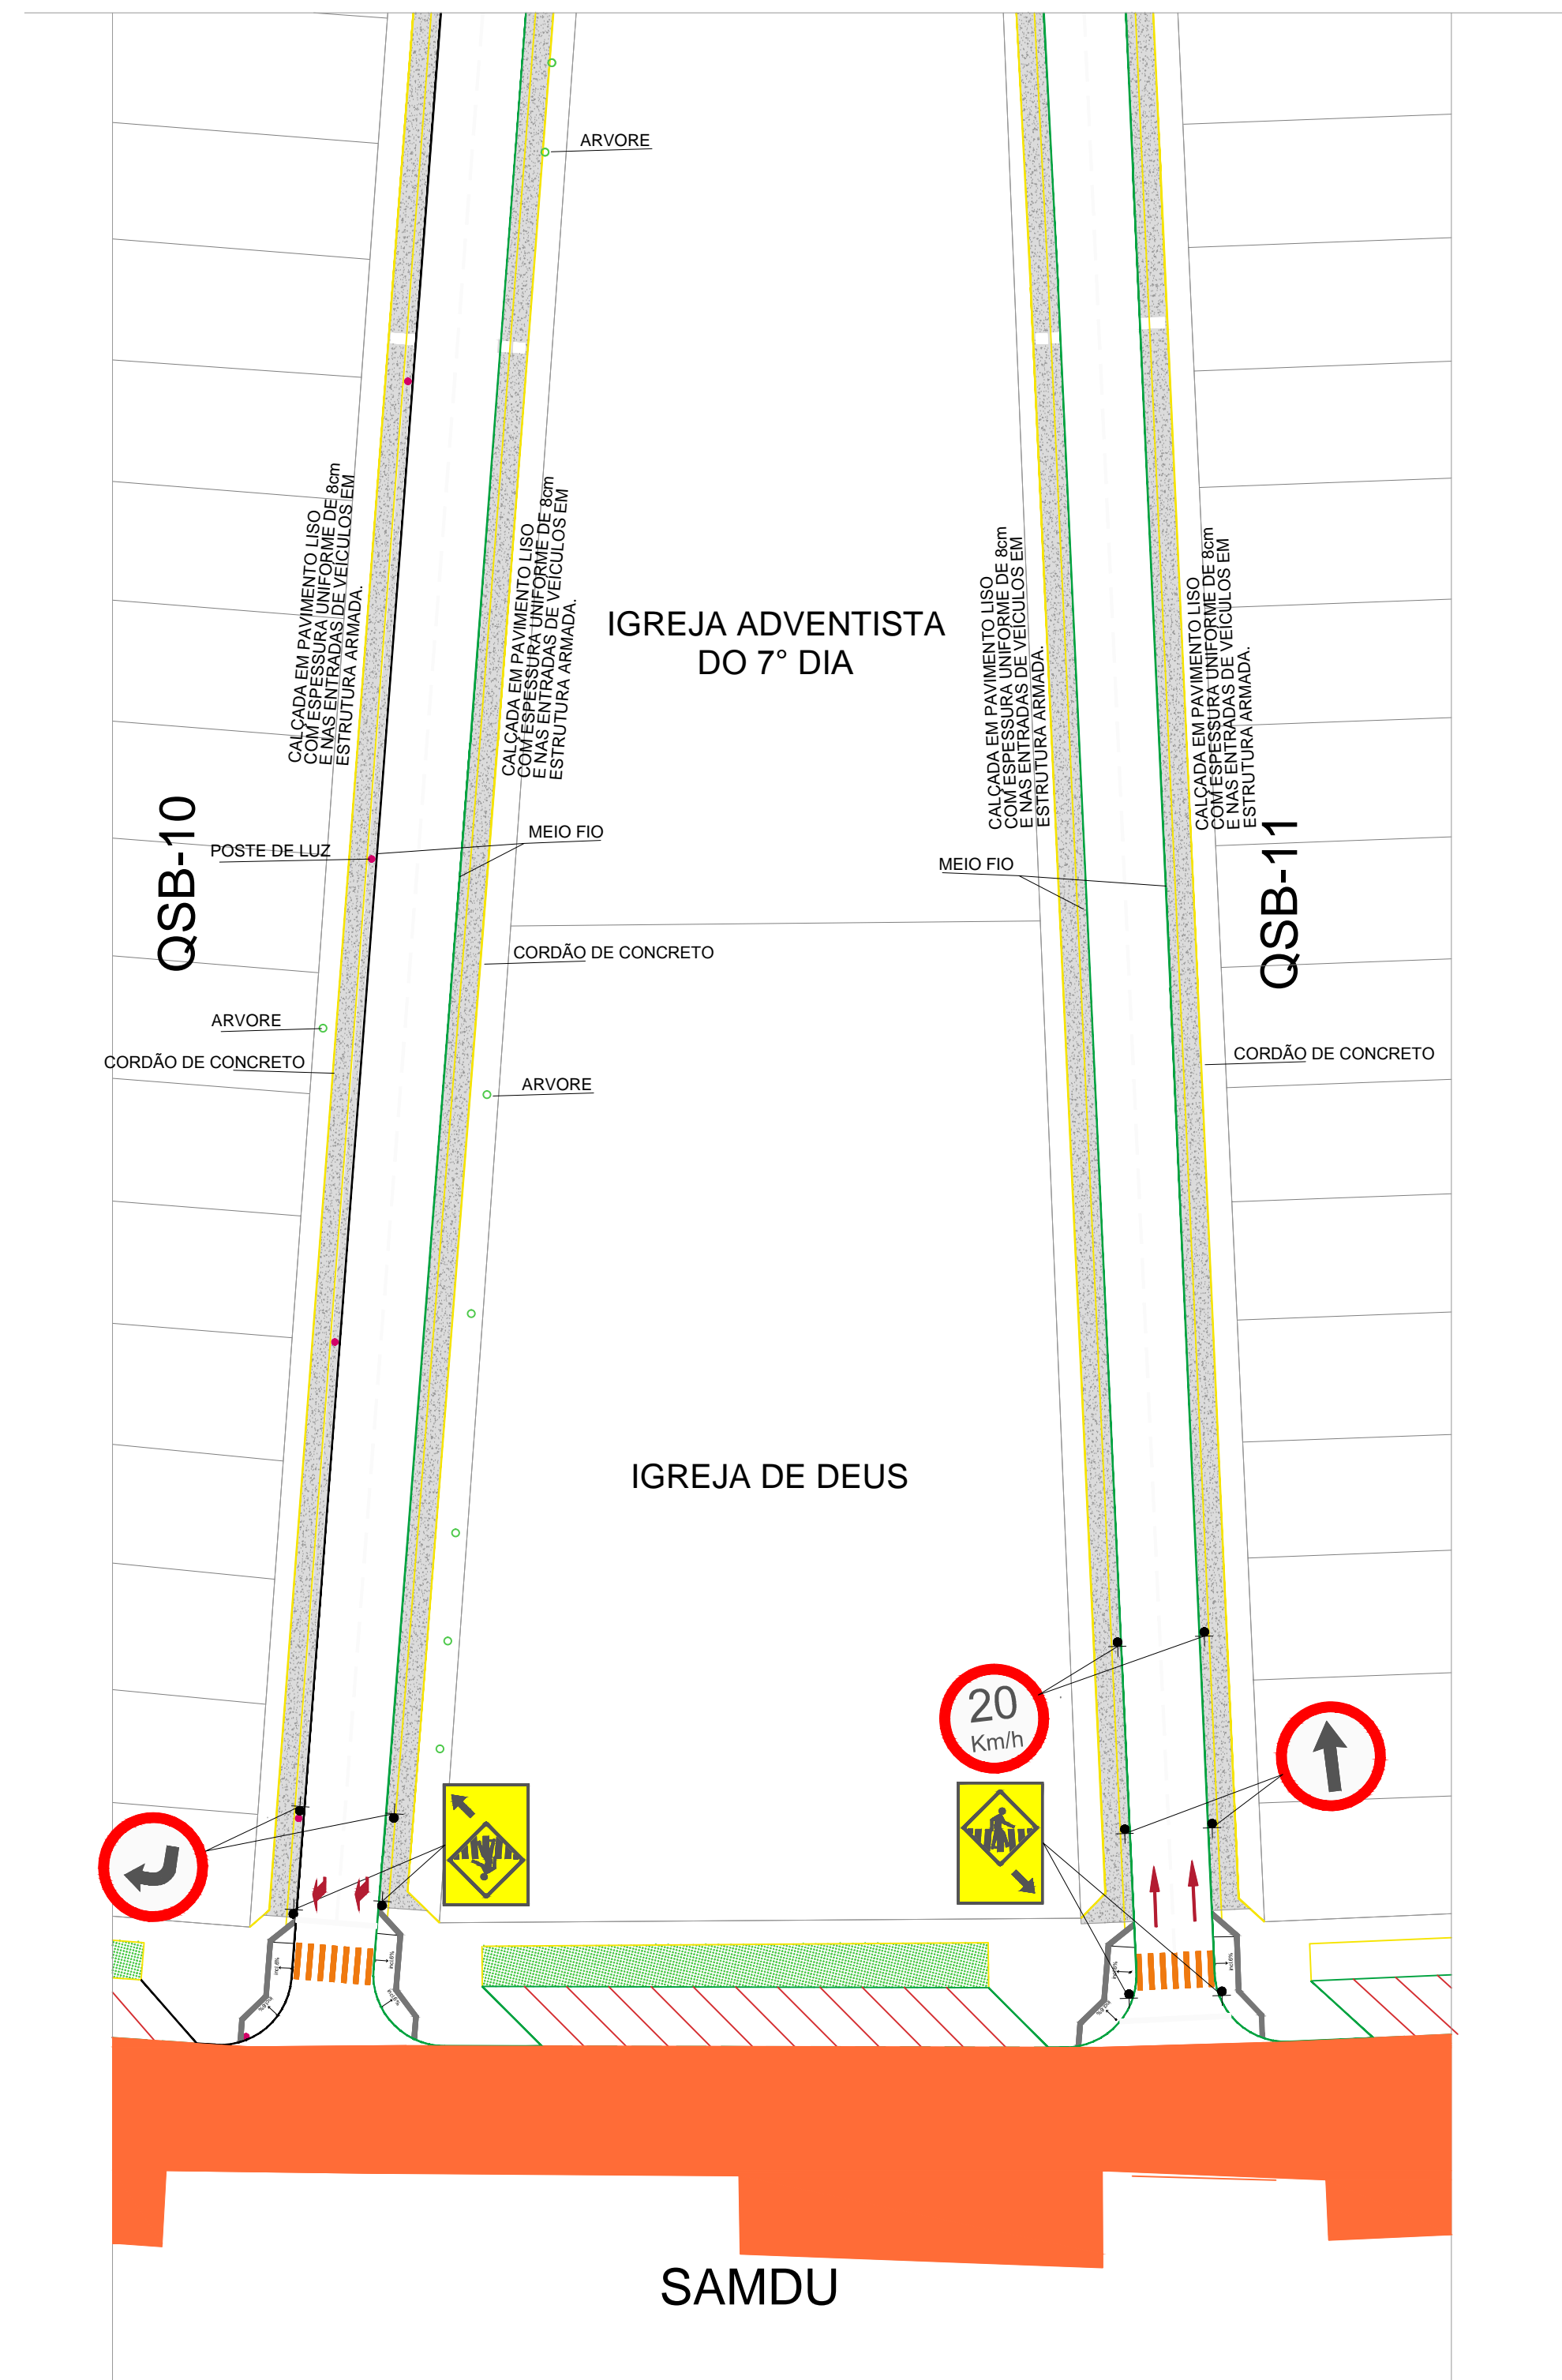 ARVORE
CALÇADA EM PAVIMENTO LISO
COM ESPESSURA UNIFORME DE 8cm
E NAS ENTRADAS DE VEÍCULOS EM
ESTRUTURA ARMADA.
CALÇADA EM PAVIMENTO LISO
COM ESPESSURA UNIFORME DE 8cm
E NAS ENTRADAS DE VEÍCULOS EM
ESTRUTURA ARMADA.
IGREJA ADVENTISTA
DO 7° DIA
CALÇADA EM PAVIMENTO LISO
COM ESPESSURA UNIFORME DE 8cm
E NAS ENTRADAS DE VEÍCULOS EM
ESTRUTURA ARMADA.
CALÇADA EM PAVIMENTO LISO
COM ESPESSURA UNIFORME DE 8cm
E NAS ENTRADAS DE VEÍCULOS EM
ESTRUTURA ARMADA.
QSB-10
POSTE DE LUZ
MEIO FIO
MEIO FIO
QSB-11
CORDÃO DE CONCRETO
ARVORE
CORDÃO DE CONCRETO
ARVORE
CORDÃO DE CONCRETO
IGREJA DE DEUS
20
Km/h
SAMDU